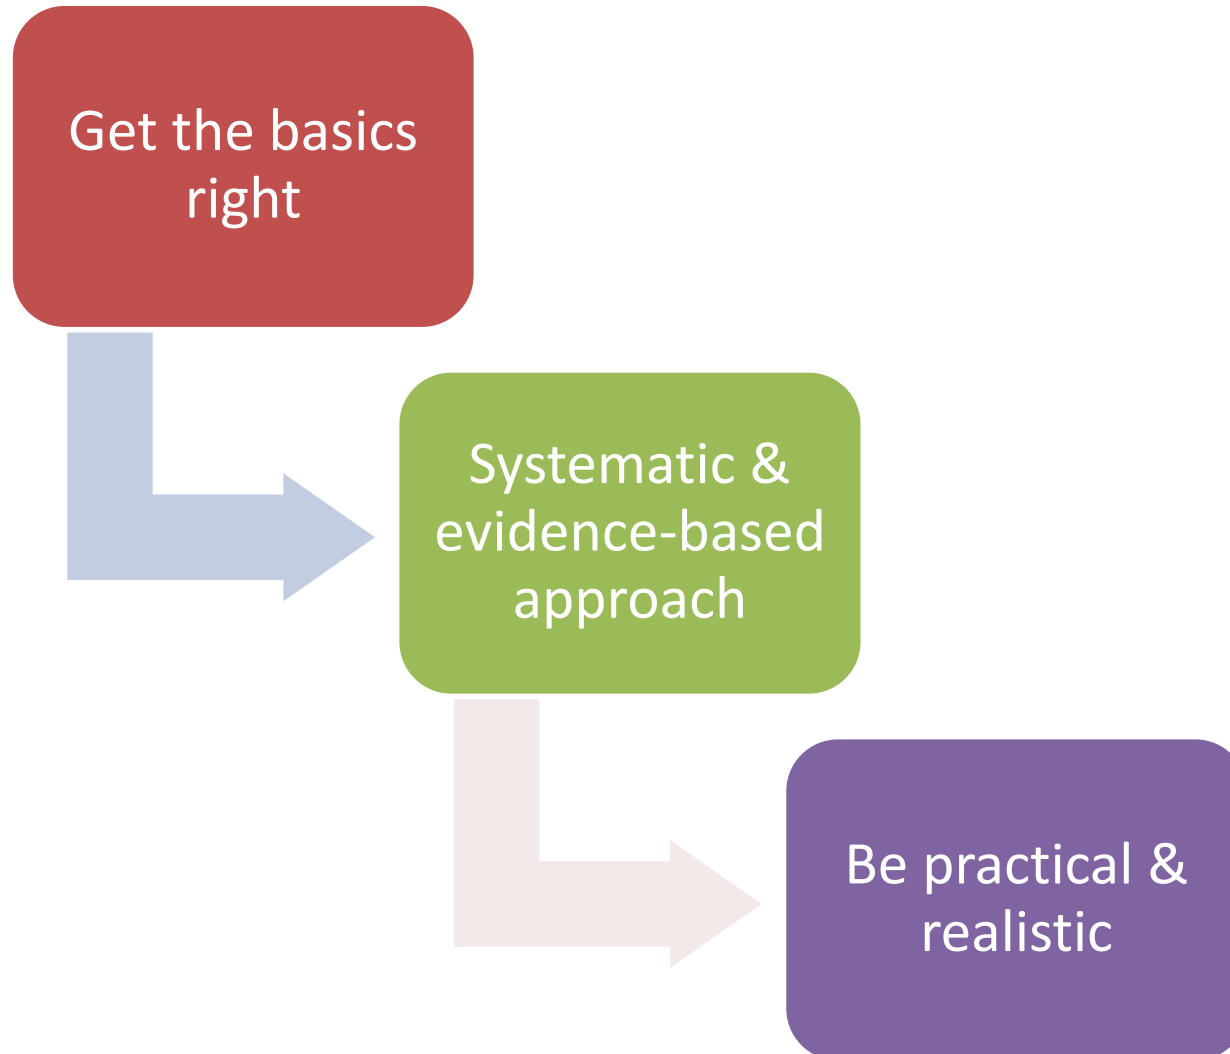 Get the basics
right
Systematic &
evidence-based
approach
Be practical &
realistic